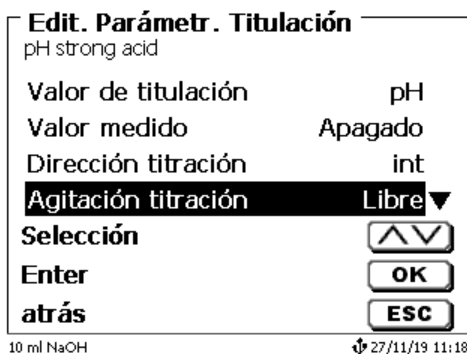 Edit. Parámetr. Titulación
pH strong acid
Valor de titulación pH
Valor medido Apagado
Dirección titración int
Agitación titración Libre
Selección
Enter OK
atrás ESC
10 ml NaOH 27/11/19 11:18